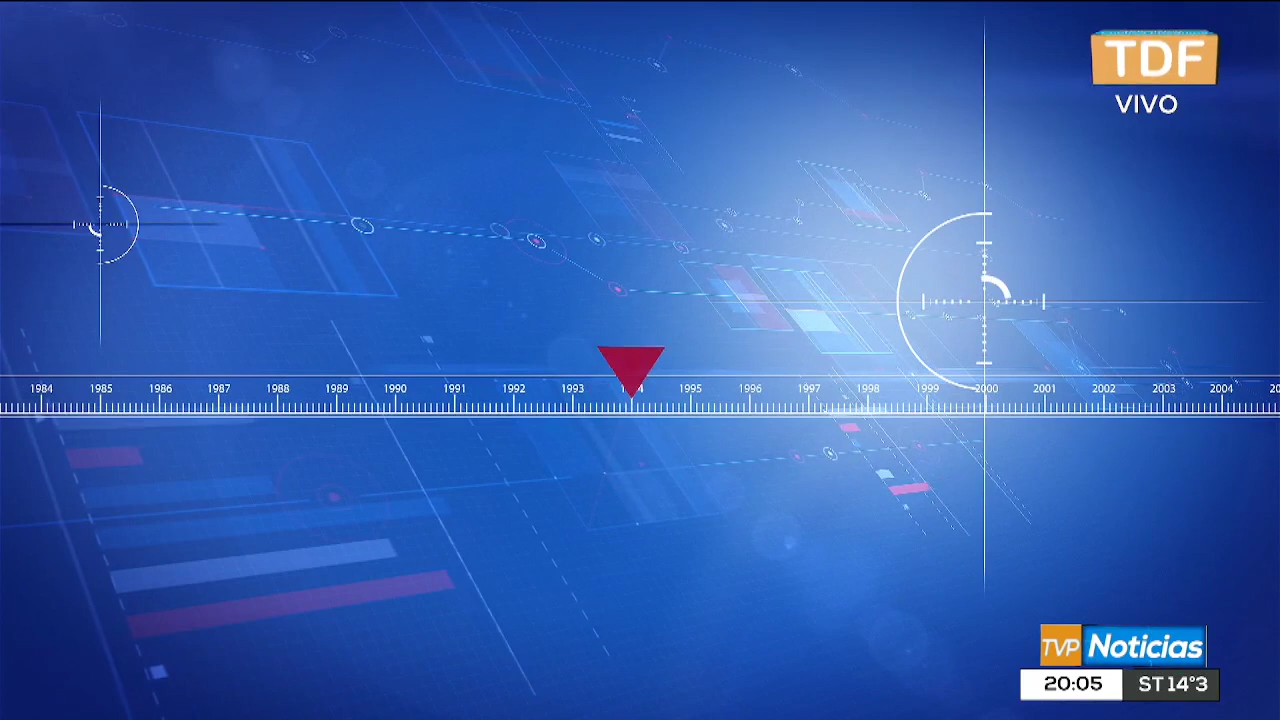 TDF
VIVO
1984 1985 1986 1987 1988 1989 1990 1991 1992 1993 1995 1996 1997 1998 1999 2000 2001 2002 2003 2004
TVP Noticias
20:05 ST 14°3